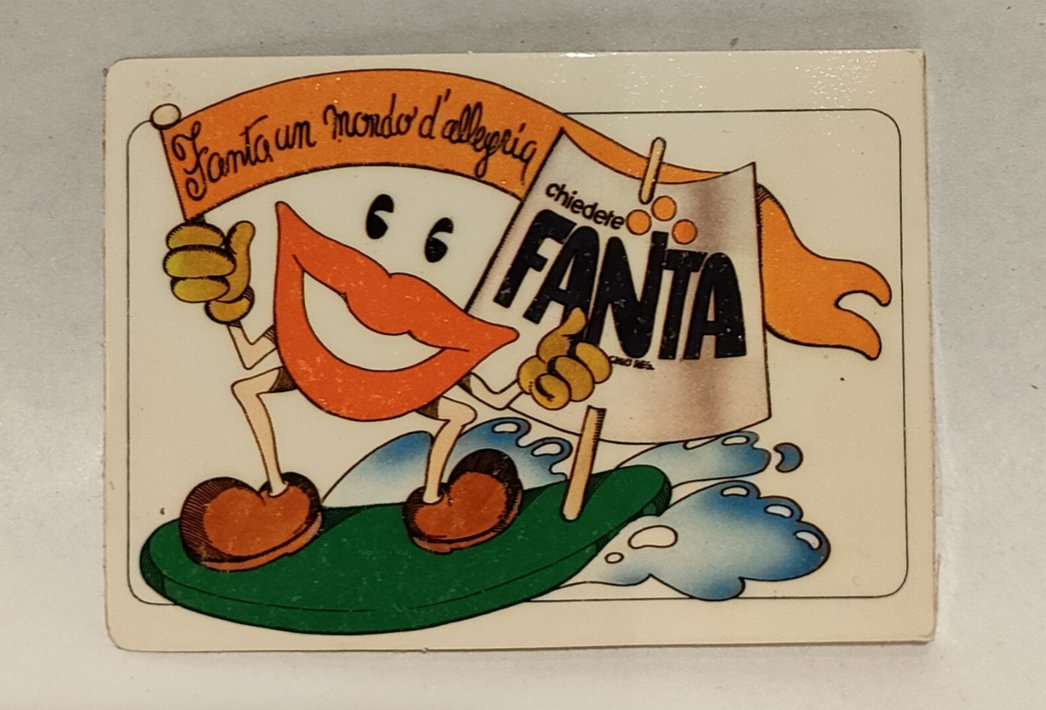 Fanta un mondo d'allegria
chiedete
FANTA